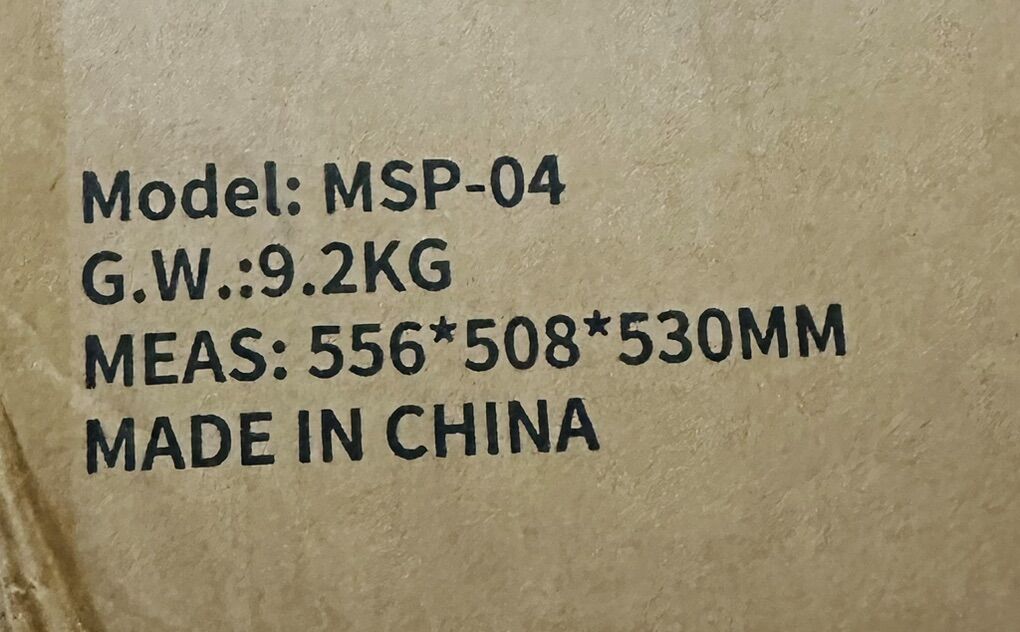 Model: MSP-04
G.W.:9.2KG
MEAS: 556*508*530MM
MADE IN CHINA